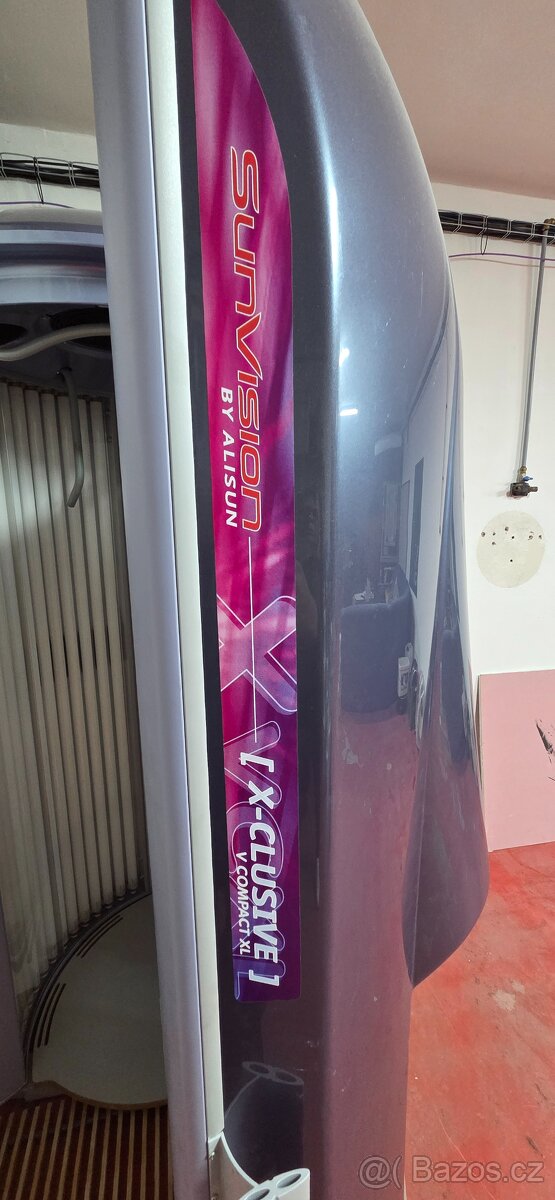 SUNVISION
BY ALISUN
[ X-CLUSIVE ]
V COMPACT XL
@( Bazos.cz